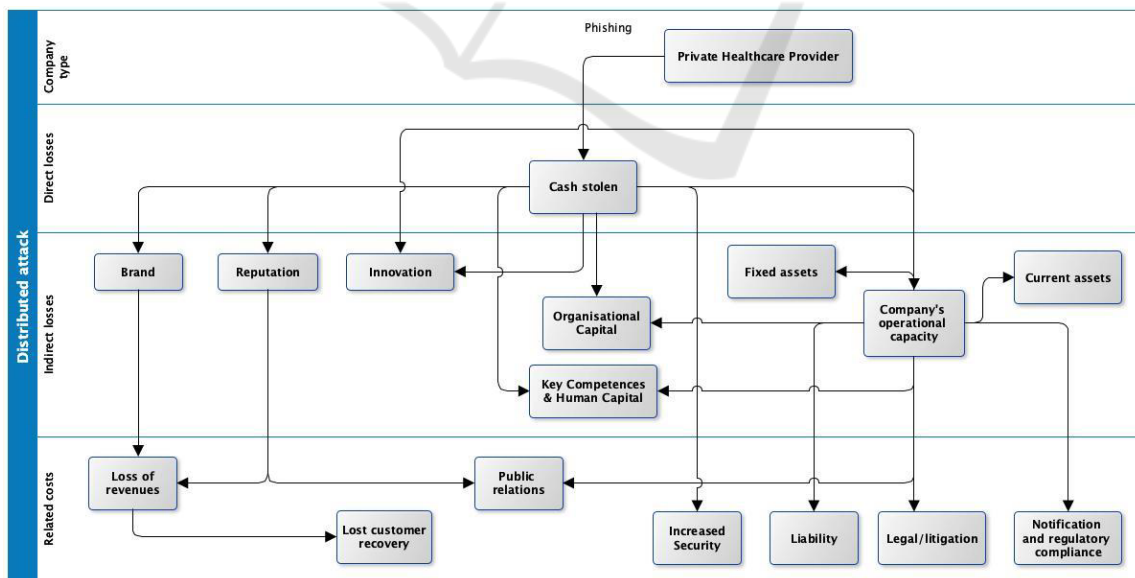 Distributed attack
Company
type
Phishing
Private Healthcare Provider
Direct losses
Cash stolen
Indirect losses
Brand
Reputation
Innovation
Fixed assets
Current assets
Organisational
Capital
Company's
operational
capacity
Key Competences
& Human Capital
Related costs
Loss of
revenues
Public
relations
Lost customer
recovery
Increased
Security
Liability
Legal/litigation
Notification
and regulatory
compliance